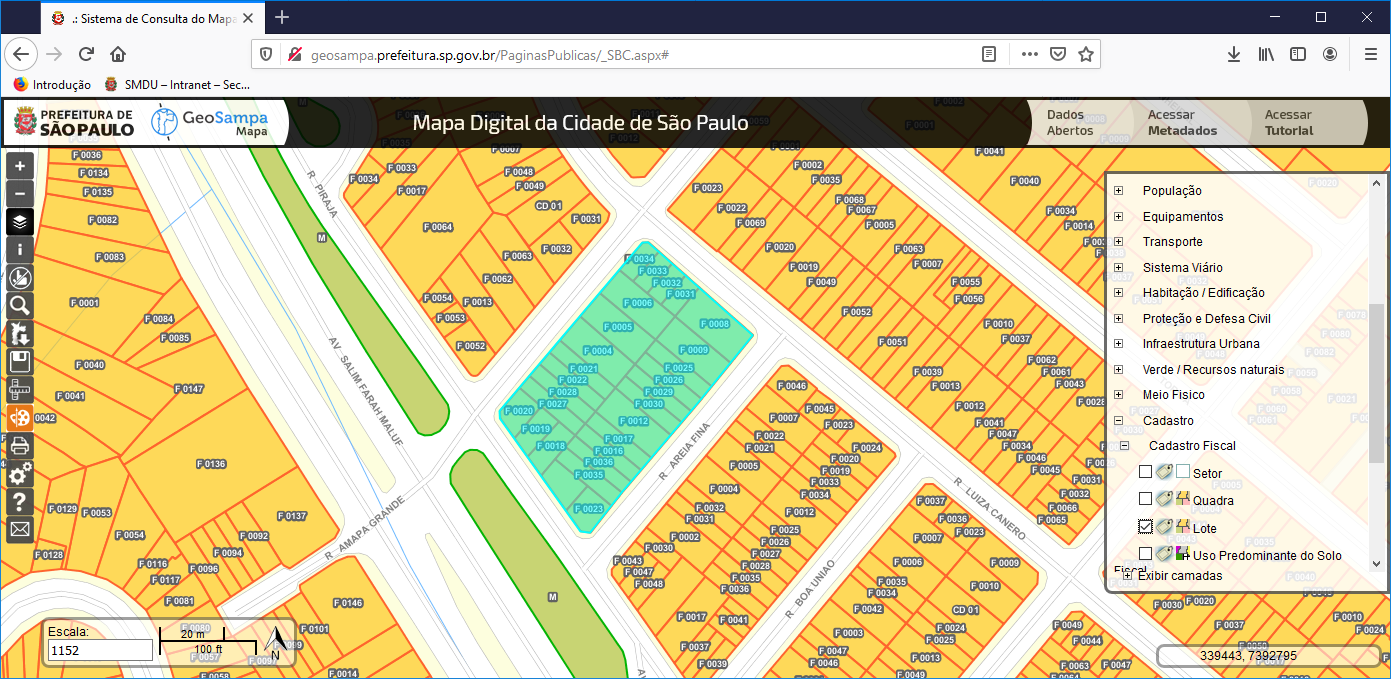 .: Sistema de Consulta do Mapa
geosampa.prefeitura.sp.gov.br/PaginasPublicas/_SBC.aspx#
Introdução
SMDU – Intranet – Sec...
PREFEITURA DE
SÃO PAULO
GeoSampa
Mapa
Mapa Digital da Cidade de São Paulo
Dados
Abertos
Acessar
Metadados
Acessar
Tutorial
População
Equipamentos
Transporte
Sistema Viário
Habitação / Edificação
Proteção e Defesa Civil
Infraestrutura Urbana
Verde / Recursos naturais
Meio Fisico
Cadastro
Cadastro Fiscal
Setor
Quadra
Lote
Uso Predominante do Solo
Exibir camadas
F 0036
F 0134
F 0135
F 0082
F 0083
F 0001
F 0084
F 0085
F 0040
F 0041
F 0147
0042
F 0136
F 0129
F 0053
F 0054
F 0137
F 0092
F 0094
F 0128
F 0116
F 0096
F 0117
F 0081
F 0146
F 0101
F 0014
R . PIRAJA
M
AV . SALIM FARAH MALUF
R . AMAPA GRANDE
M
F 0033
F 0034
F 0017
F 0007
F 0048
F 0049
CD 01
F 0031
F 0064
F 0032
F 0063
F 0062
F 0054
F 0013
F 0053
F 0052
F 0034
F 0033
F 0032
F 0031
F 0006
F 0005
F 0008
F 0004
F 0009
F 0021
F 0025
F 0022
F 0026
F 0028
F 0029
F 0027
F 0030
F 0020
F 0012
F 0019
F 0017
F 0018
F 0016
F 0036
F 0035
F 0023
R . AREIA FINA
F 0002
F 0035
F 0023
F 0068
F 0022
F 0067
F 0069
F 0005
F 0020
F 0063
F 0019
F 0007
F 0049
F 0055
F 0056
F 0052
F 0010
F 0051
F 0037
F 0062
F 0039
F 0061
F 0013
F 0043
F 0012
F 0041
F 0047
F 0034
F 0046
F 0045
F 0031
F 0032
F 0066
F 0065
F 0041
F 0040
F 0034
F 0014
F 0028
R . LUIZA CANERO
F 0046
F 0045
F 0007
F 0023
F 0022
F 0021
F 0024
F 0005
F 0020
F 0019
F 0033
F 0004
F 0034
F 0032
F 0012
F 0031
F 0002
F 0025
F 0030
F 0026
F 0043
F 0027
F 0047
F 0028
F 0048
F 0035
F 0036
F 0017
F 0041
F 0037
F 0039
R . BOA UNIAO
F 0037
F 0036
F 0023
F 0007
F 0006
F 0009
F 0035
F 0010
F 0034
F 0042
CD 01
F 0024
F 0003
F 0025
F 0047
F 0046
F 0013
F 0049
F 0044
F 0063
F 0047
F 0030
F 0020
F 0010
F 0037
F 0024
Escala:
1152
20 m
100 ft
N
339443, 7392795